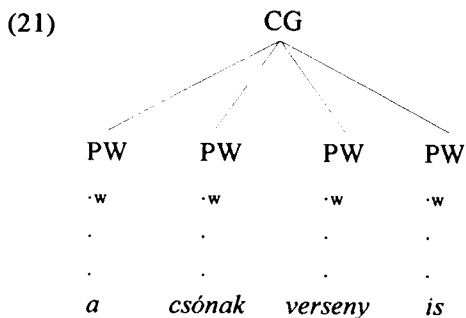 (21) CG
PW PW PW PW
·w ·w ·w ·w
. . . .
. . . .
a csónak verseny is